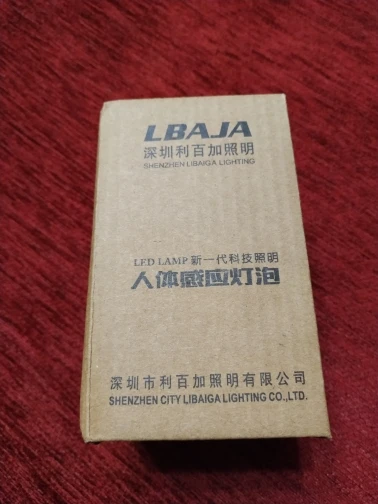 LBAJA
深圳利百加照明
SHENZHEN LIBAIGA LIGHTING
LED LAMP 新一代科技照明
人体感应灯泡
深圳市利百加照明有限公司
SHENZHEN CITY LIBAIGA LIGHTING CO.,LTD.